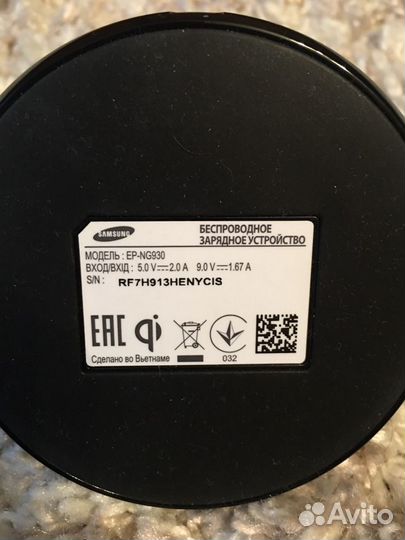 SAMSUNG
БЕСПРОВОДНОЕ
ЗАРЯДНОЕ УСТРОЙСТВО
МОДЕЛЬ : EP-NG930
ВХОД/ВХІД : 5.0 V⎓2.0 A 9.0 V⎓1.67 A
S/N : RF7H913HENYCIS
EAC qi
032
Сделано во Вьетнаме
Avito